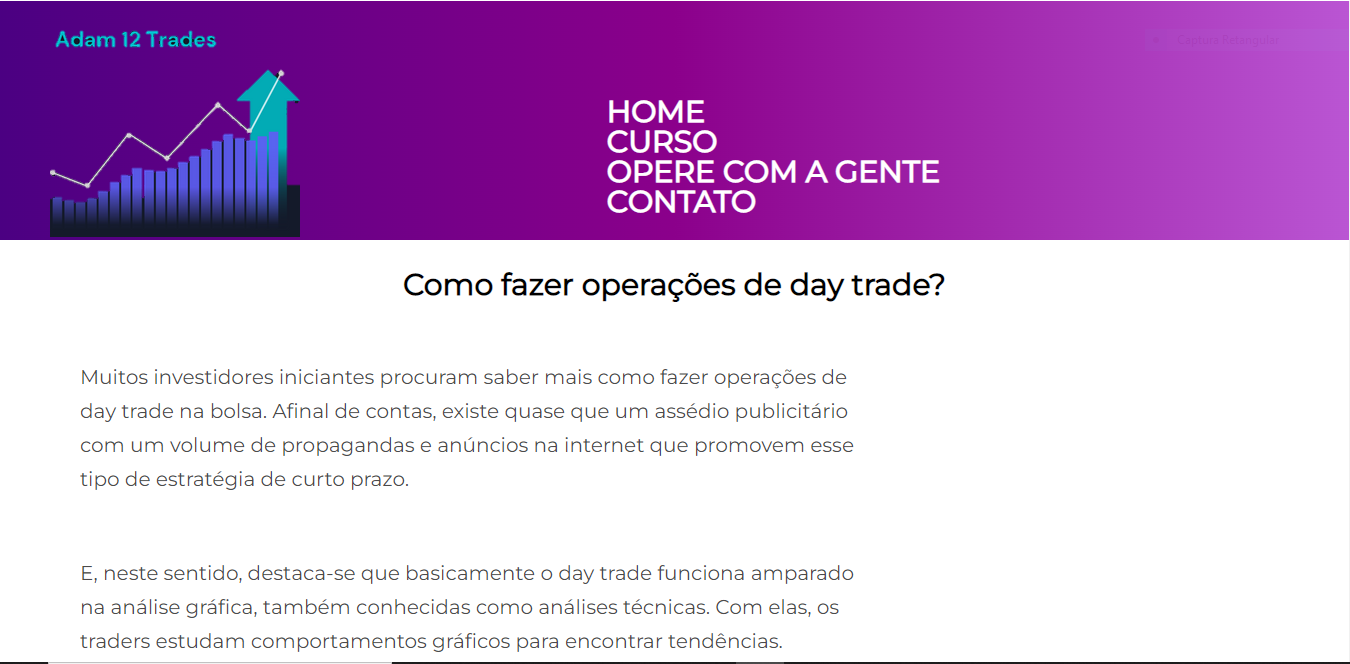 Adam 12 Trades
Captura Retangular
HOME
CURSO
OPERE COM A GENTE
CONTATO
Como fazer operações de day trade?
Muitos investidores iniciantes procuram saber mais como fazer operações de
day trade na bolsa. Afinal de contas, existe quase que um assédio publicitário
com um volume de propagandas e anúncios na internet que promovem esse
tipo de estratégia de curto prazo.
E, neste sentido, destaca-se que basicamente o day trade funciona amparado
na análise gráfica, também conhecidas como análises técnicas. Com elas, os
traders estudam comportamentos gráficos para encontrar tendências.